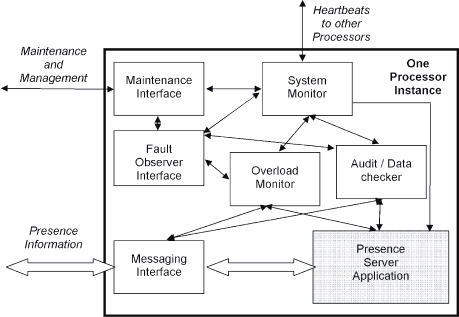 Heartbeats
to other
Processors
Maintenance
and
Management
One
Processor
Instance
Maintenance
Interface
System
Monitor
Fault
Observer
Interface
Overload
Monitor
Audit / Data
checker
Presence
Information
Messaging
Interface
Presence
Server
Application